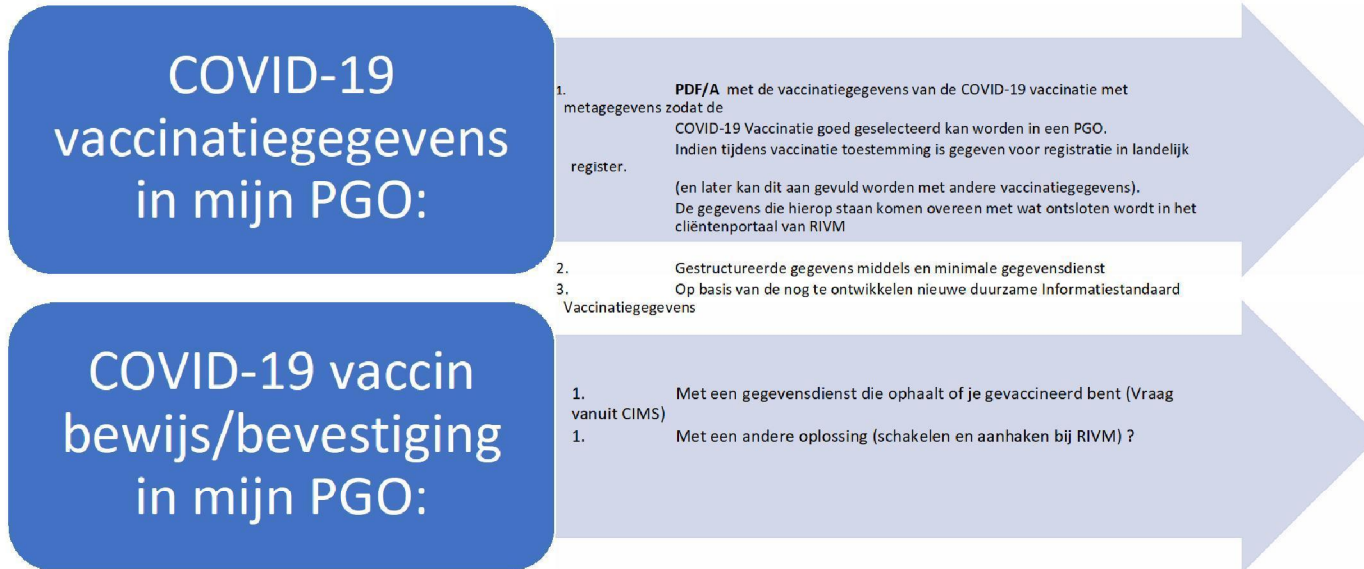 COVID-19
vaccinatiegegevens
in mijn PGO:
1. PDF/A met de vaccinatiegegevens van de COVID-19 vaccinatie met
metagegevens zodat de
COVID-19 Vaccinatie goed geselecteerd kan worden in een PGO.
Indien tijdens vaccinatie toestemming is gegeven voor registratie in landelijk
register.
(en later kan dit aan gevuld worden met andere vaccinatiegegevens).
De gegevens die hierop staan komen overeen met wat ontsloten wordt in het
cliëntenportaal van RIVM
2. Gestructureerde gegevens middels en minimale gegevensdienst
3. Op basis van de nog te ontwikkelen nieuwe duurzame Informatiestandaard
Vaccinatiegegevens
COVID-19 vaccin
bewijs/bevestiging
in mijn PGO:
1. Met een gegevensdienst die ophaalt of je gevaccineerd bent (Vraag
vanuit CIMS)
1. Met een andere oplossing (schakelen en aanhaken bij RIVM) ?